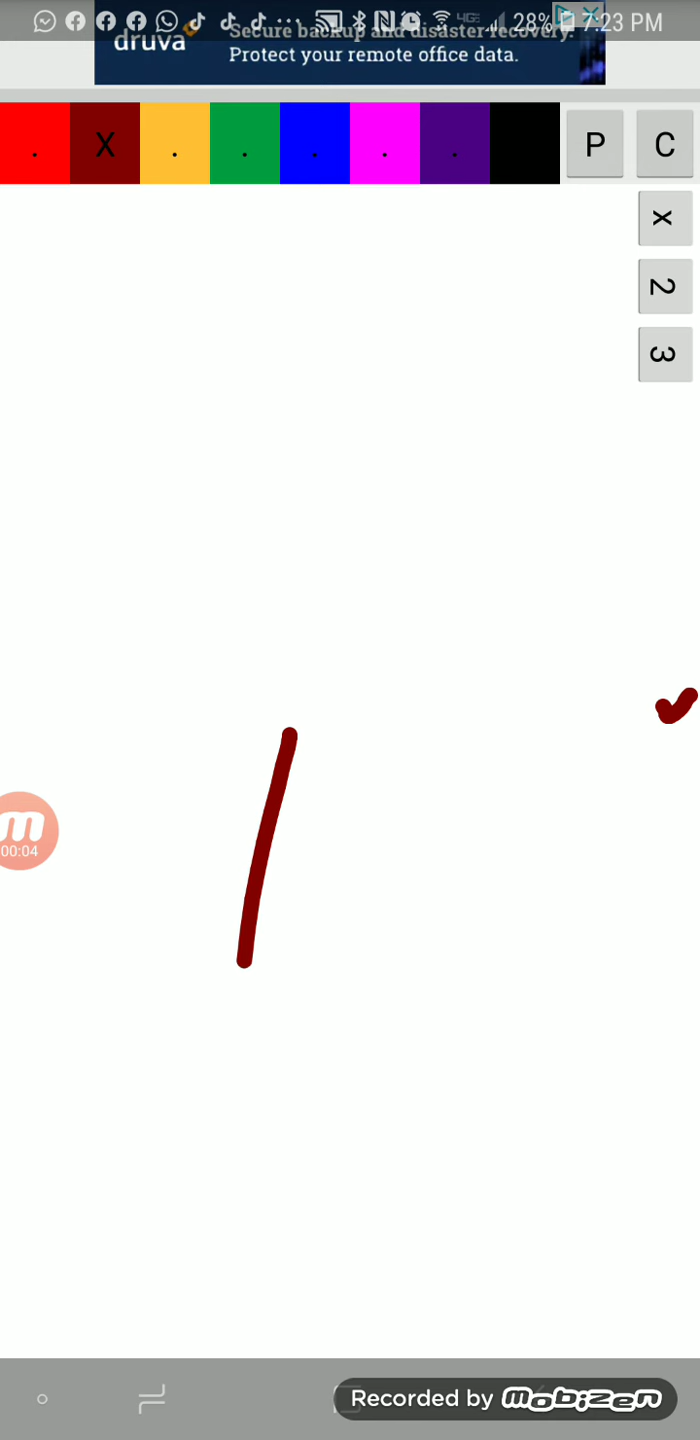 28% 7:23 PM
druva
Secure backup and disaster recovery.
Protect your remote office data.
. X . . . . . P C
x
2
3
m
00:04
Recorded by mobizen